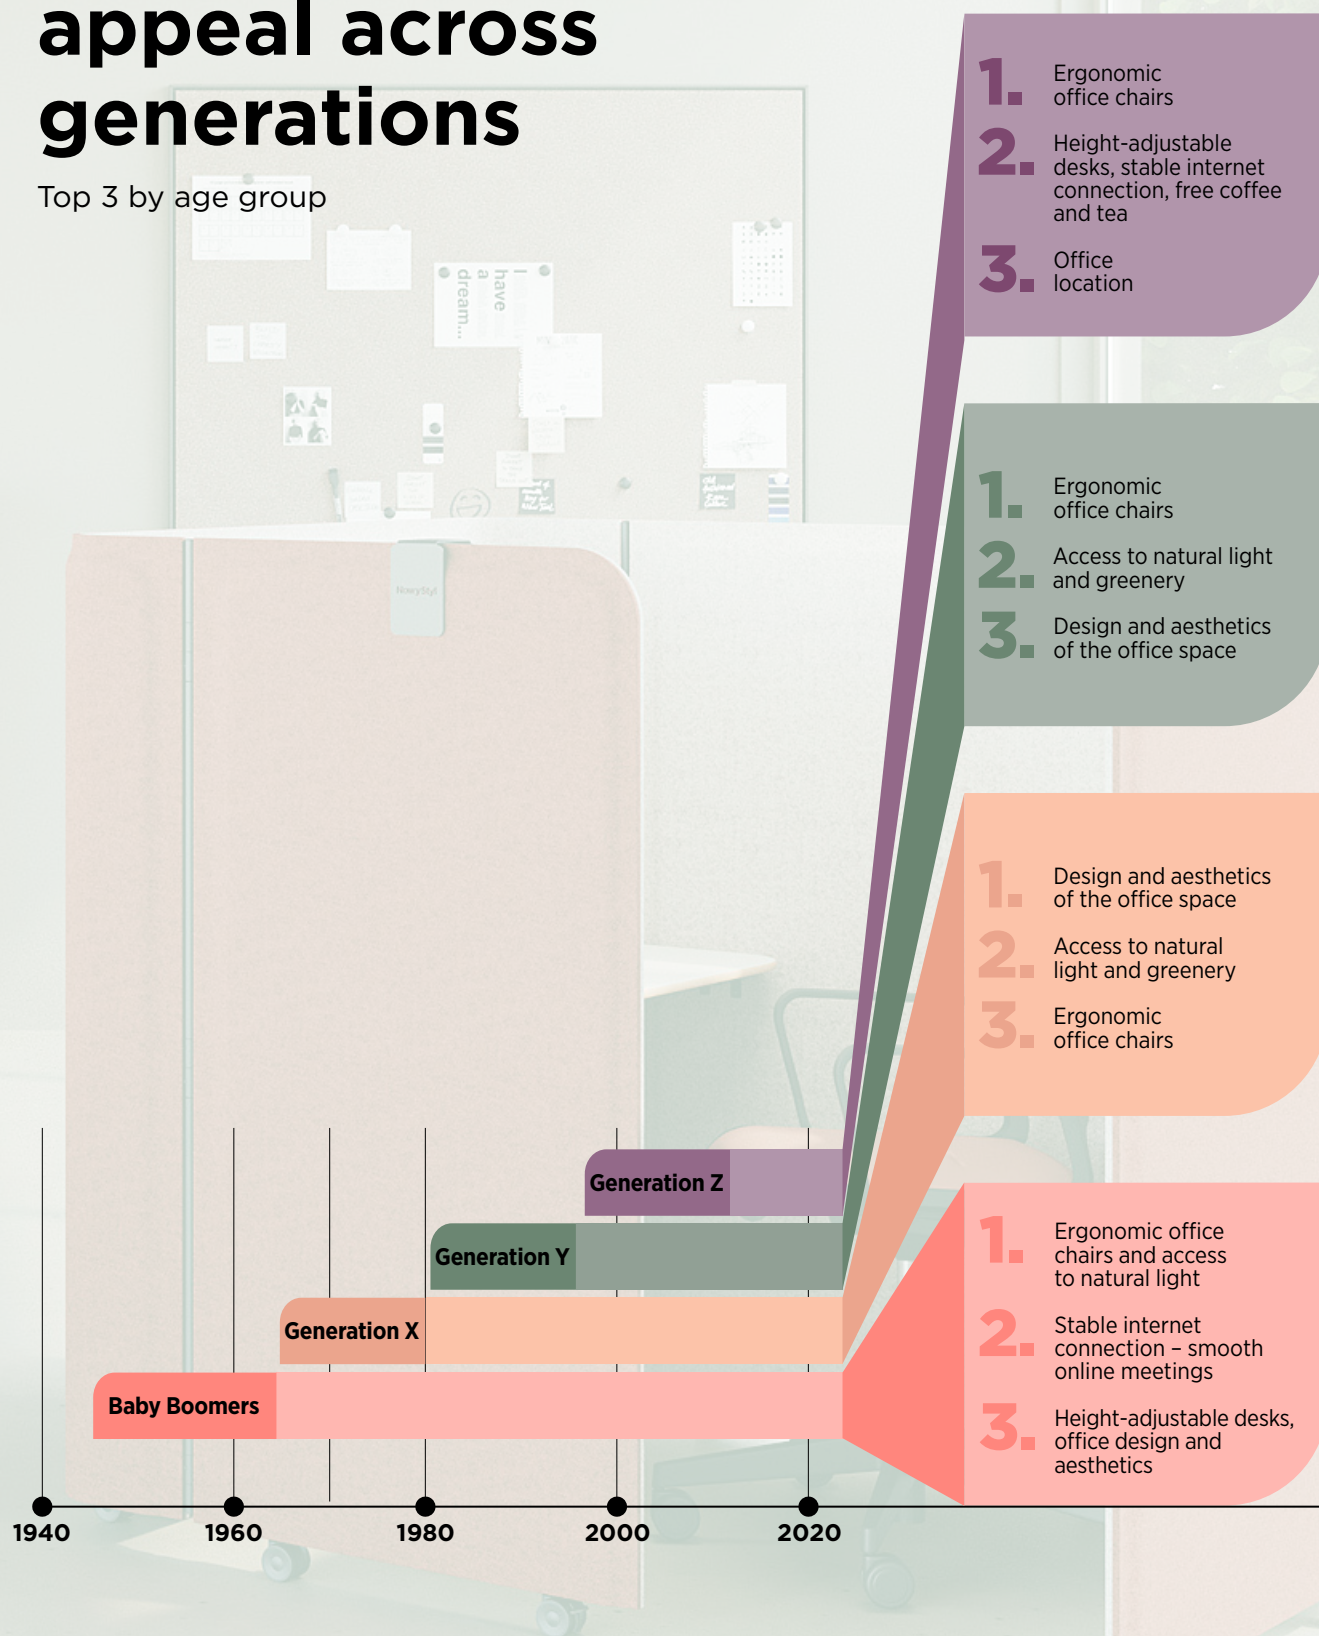 appeal across
generations
Top 3 by age group
I
have
a
dream...
NowyStyl
1. Ergonomic
office chairs
2. Height-adjustable
desks, stable internet
connection, free coffee
and tea
3. Office
location
1. Ergonomic
office chairs
2. Access to natural light
and greenery
3. Design and aesthetics
of the office space
1. Design and aesthetics
of the office space
2. Access to natural
light and greenery
3. Ergonomic
office chairs
1. Ergonomic office
chairs and access
to natural light
2. Stable internet
connection – smooth
online meetings
3. Height-adjustable desks,
office design and
aesthetics
Generation Z
Generation Y
Generation X
Baby Boomers
1940 1960 1980 2000 2020